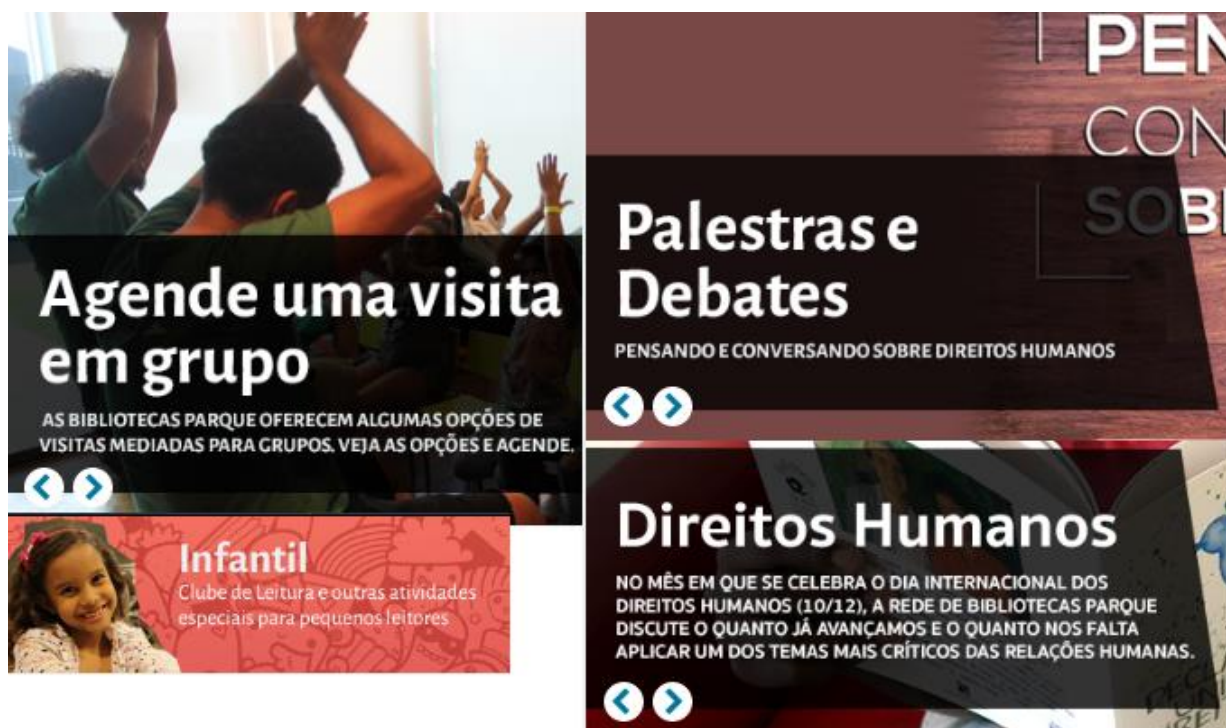 Agende uma visita
em grupo
AS BIBLIOTECAS PARQUE OFERECEM ALGUMAS OPÇÕES DE
VISITAS MEDIADAS PARA GRUPOS. VEJA AS OPÇÕES E AGENDE.
Infantil
Clube de Leitura e outras atividades
especiais para pequenos leitores
PEN
CON
SOB
Palestras e
Debates
PENSANDO E CONVERSANDO SOBRE DIREITOS HUMANOS
Direitos Humanos
NO MÊS EM QUE SE CELEBRA O DIA INTERNACIONAL DOS
DIREITOS HUMANOS (10/12), A REDE DE BIBLIOTECAS PARQUE
DISCUTE O QUANTO JÁ AVANÇAMOS E O QUANTO NOS FALTA
APLICAR UM DOS TEMAS MAIS CRÍTICOS DAS RELAÇÕES HUMANAS.